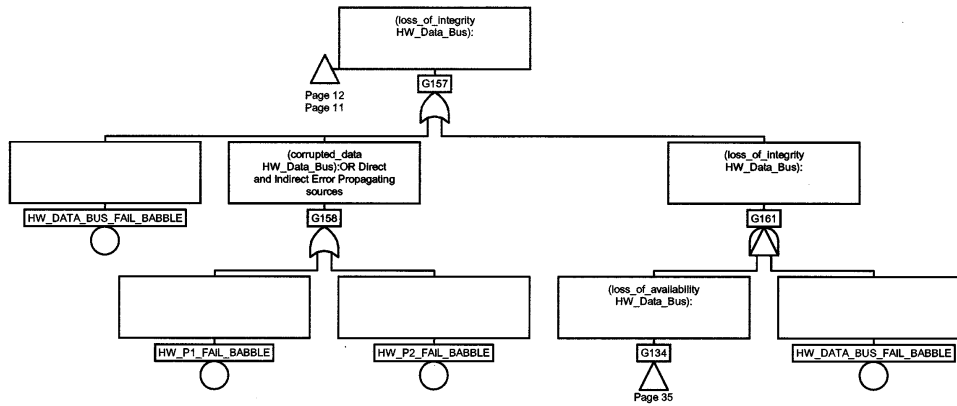 (loss_of_integrity
HW_Data_Bus):
G157
Page 12
Page 11
(corrupted_data
HW_Data_Bus):OR Direct
and Indirect Error Propagating
sources
(loss_of_integrity
HW_Data_Bus):
HW_DATA_BUS_FAIL_BABBLE
G158
G161
(loss_of_availability
HW_Data_Bus):
HW_P1_FAIL_BABBLE
HW_P2_FAIL_BABBLE
G134
HW_DATA_BUS_FAIL_BABBLE
Page 35